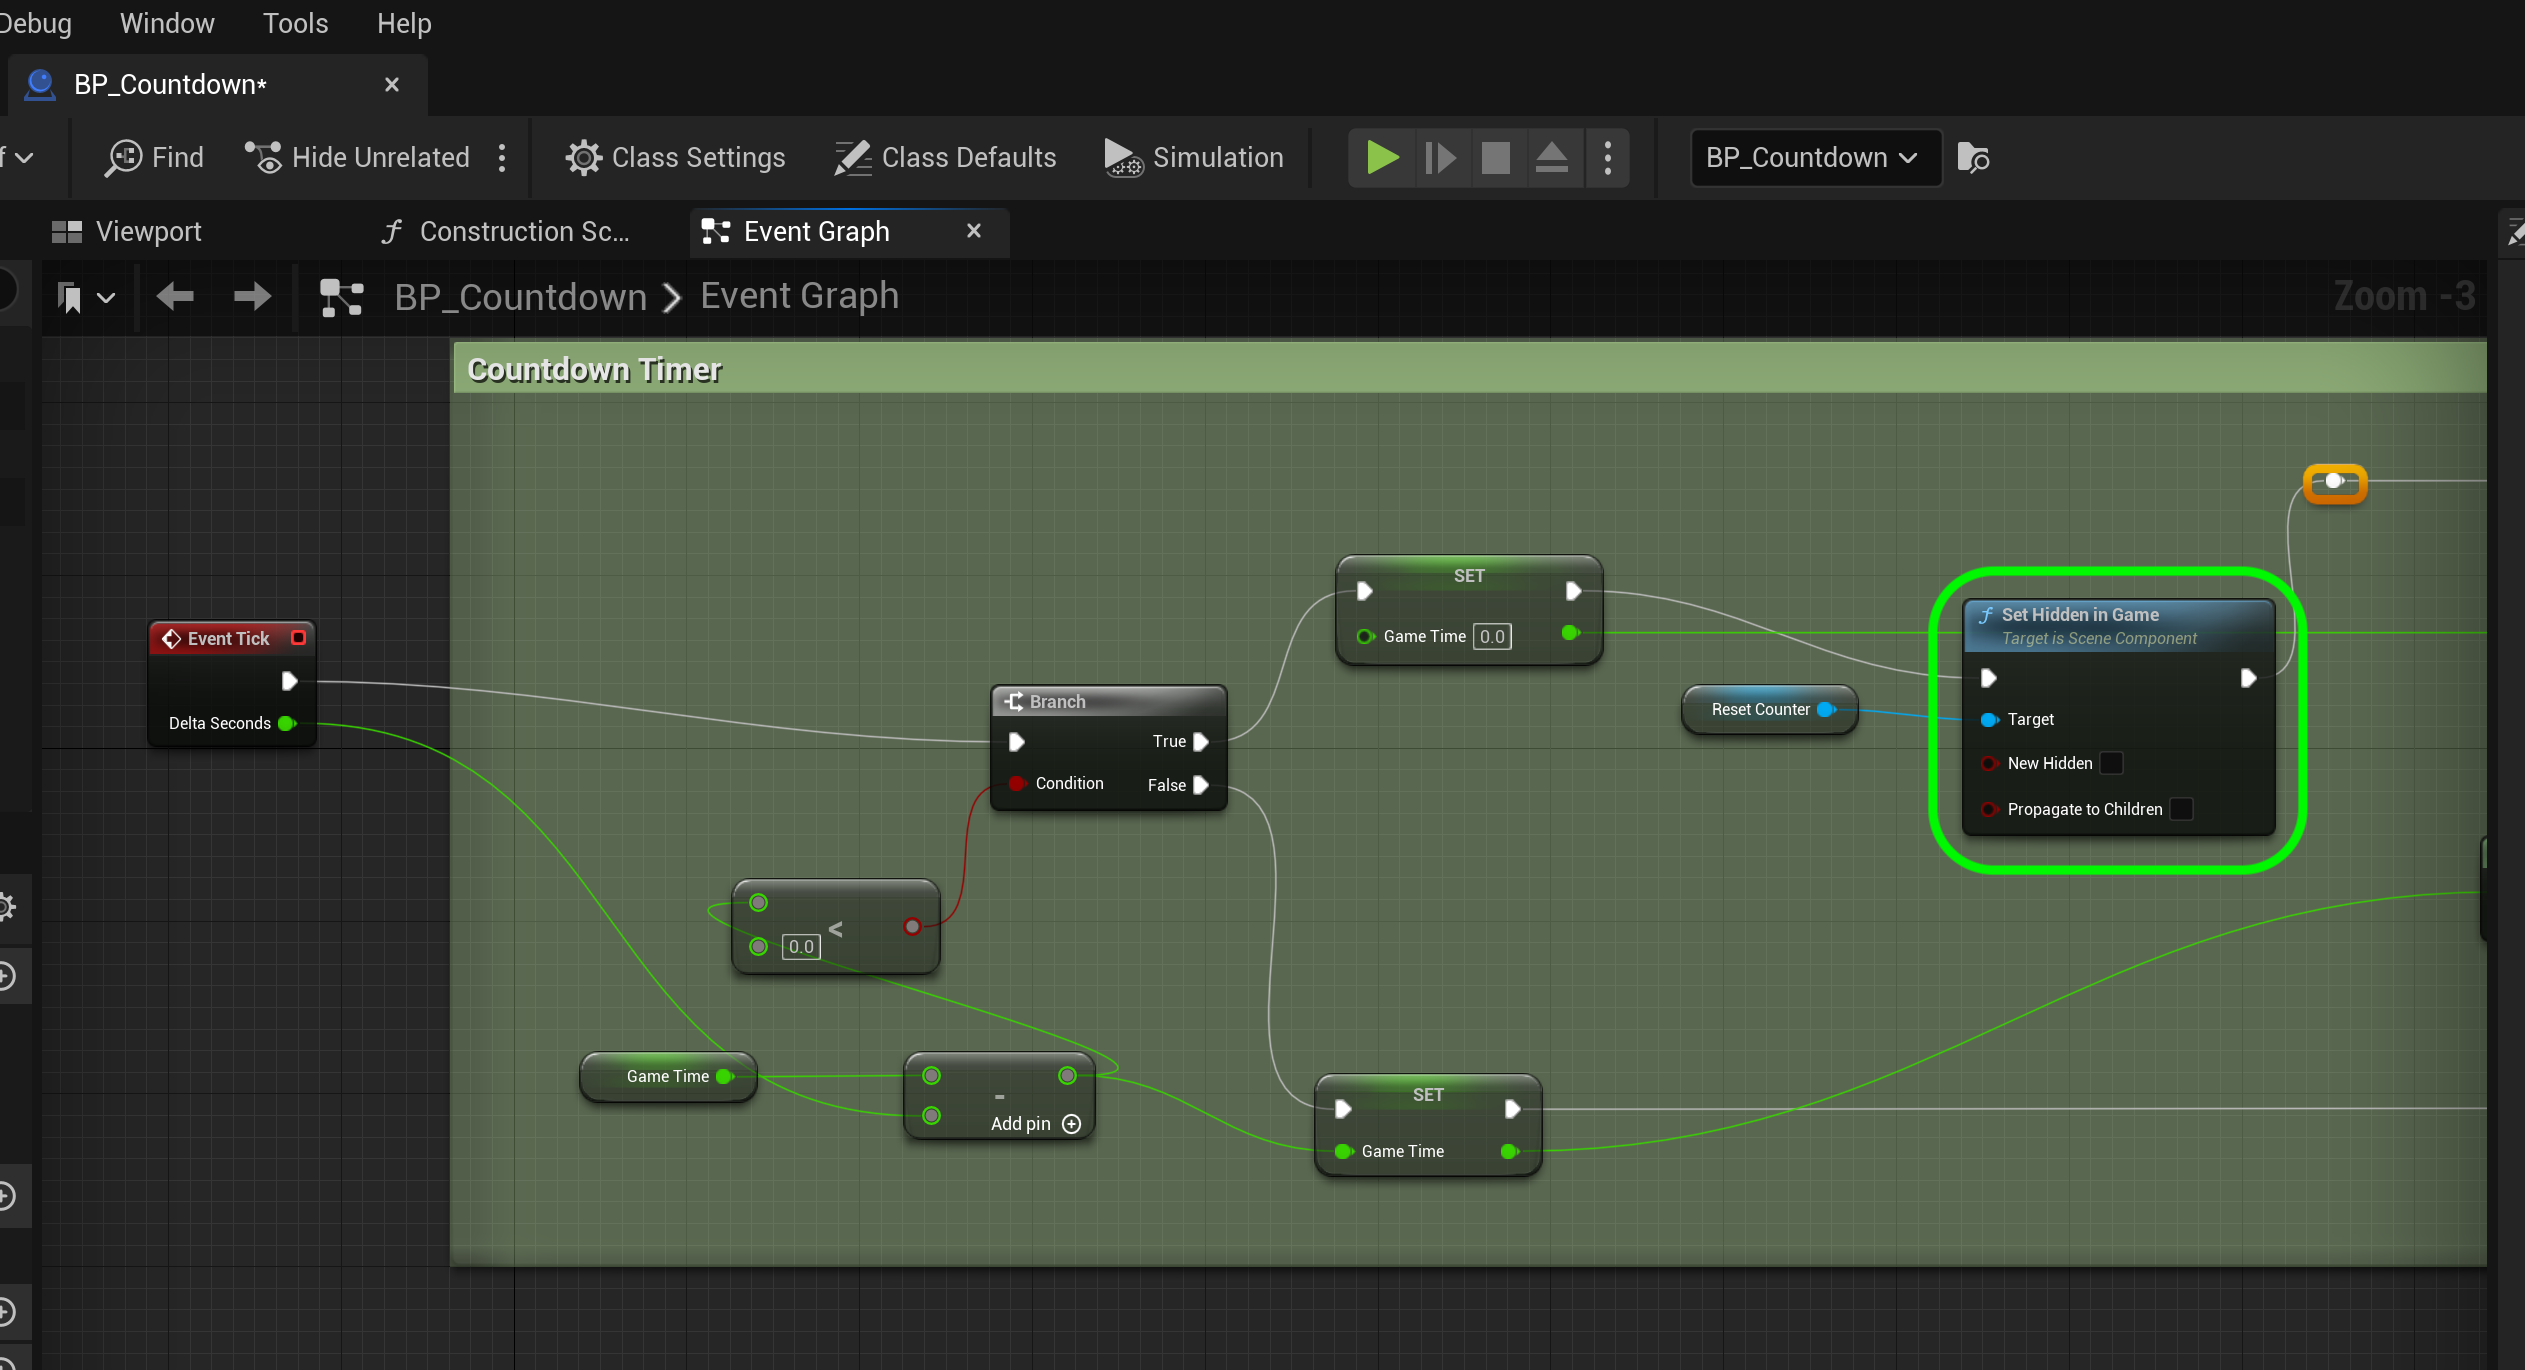 Debug Window Tools Help
BP_Countdown*
Find Hide Unrelated Class Settings Class Defaults Simulation BP_Countdown
Viewport Construction Sc... Event Graph
BP_Countdown Event Graph Zoom -3
Countdown Timer
SET
Game Time 0.0
Set Hidden in Game
Target is Scene Component
Target
New Hidden
Propagate to Children
Reset Counter
Event Tick
Delta Seconds
Branch
True
Condition False
<
0.0
Game Time
-
Add pin
SET
Game Time